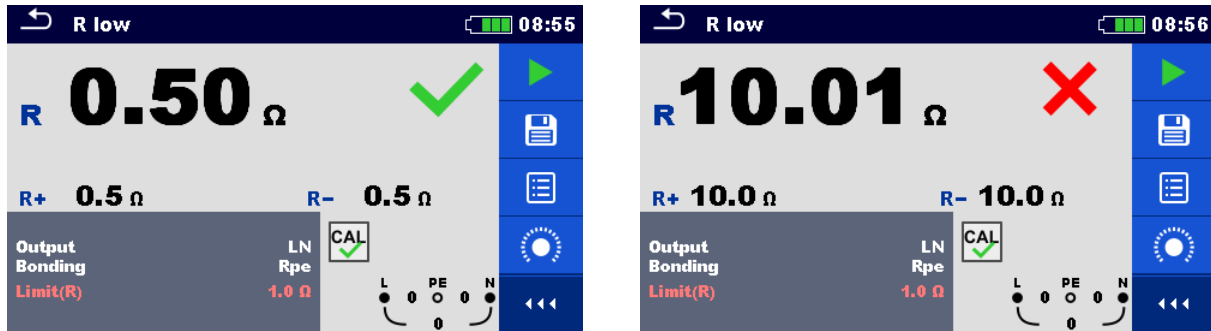 R low 08:55
R 0.50 Ω
R+ 0.5 Ω R- 0.5 Ω
Output LN
Bonding Rpe
Limit(R) 1.0 Ω
CAL
L PE N
0 0
0
R low 08:56
R 10.01 Ω
R+ 10.0 Ω R- 10.0 Ω
Output LN
Bonding Rpe
Limit(R) 1.0 Ω
CAL
L PE N
0 0
0